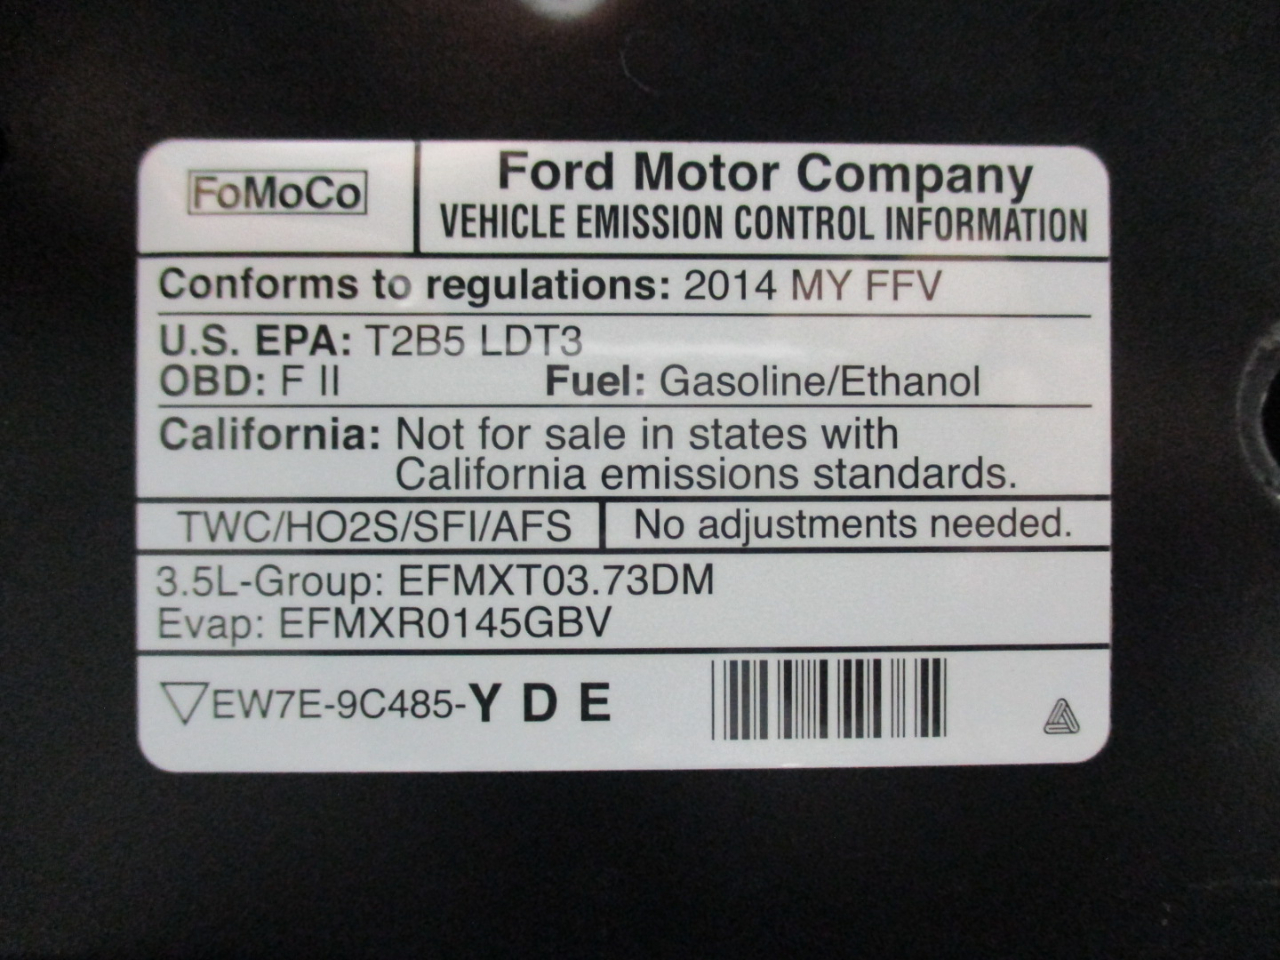 FoMoCo
Ford Motor Company
VEHICLE EMISSION CONTROL INFORMATION
Conforms to regulations: 2014 MY FFV
U.S. EPA: T2B5 LDT3
OBD: F II Fuel: Gasoline/Ethanol
California: Not for sale in states with
California emissions standards.
TWC/HO2S/SFI/AFS No adjustments needed.
3.5L-Group: EFMXT03.73DM
Evap: EFMXR0145GBV
EW7E-9C485-Y D E